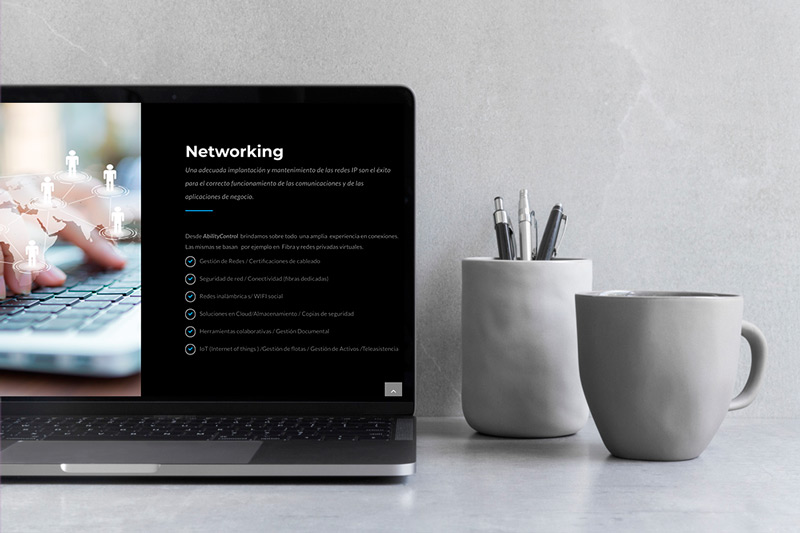 Networking
Una adecuada implantación y mantenimiento de las redes IP son el éxito
para el correcto funcionamiento de las comunicaciones y de las
aplicaciones de negocio.
Desde AbilityControl brindamos sobre todo una amplia experiencia en conexiones.
Las mismas se basan por ejemplo en Fibra y redes privadas virtuales.
Gestión de Redes / Certificaciones de cableado
Seguridad de red / Conectividad (fibras dedicadas)
Redes inalámbrica s/ WIFI social
Soluciones en Cloud/Almacenamiento / Copias de seguridad
Herramientas colaborativas / Gestión Documental
IoT (Internet of things ) /Gestión de flotas / Gestión de Activos /Teleasistencia